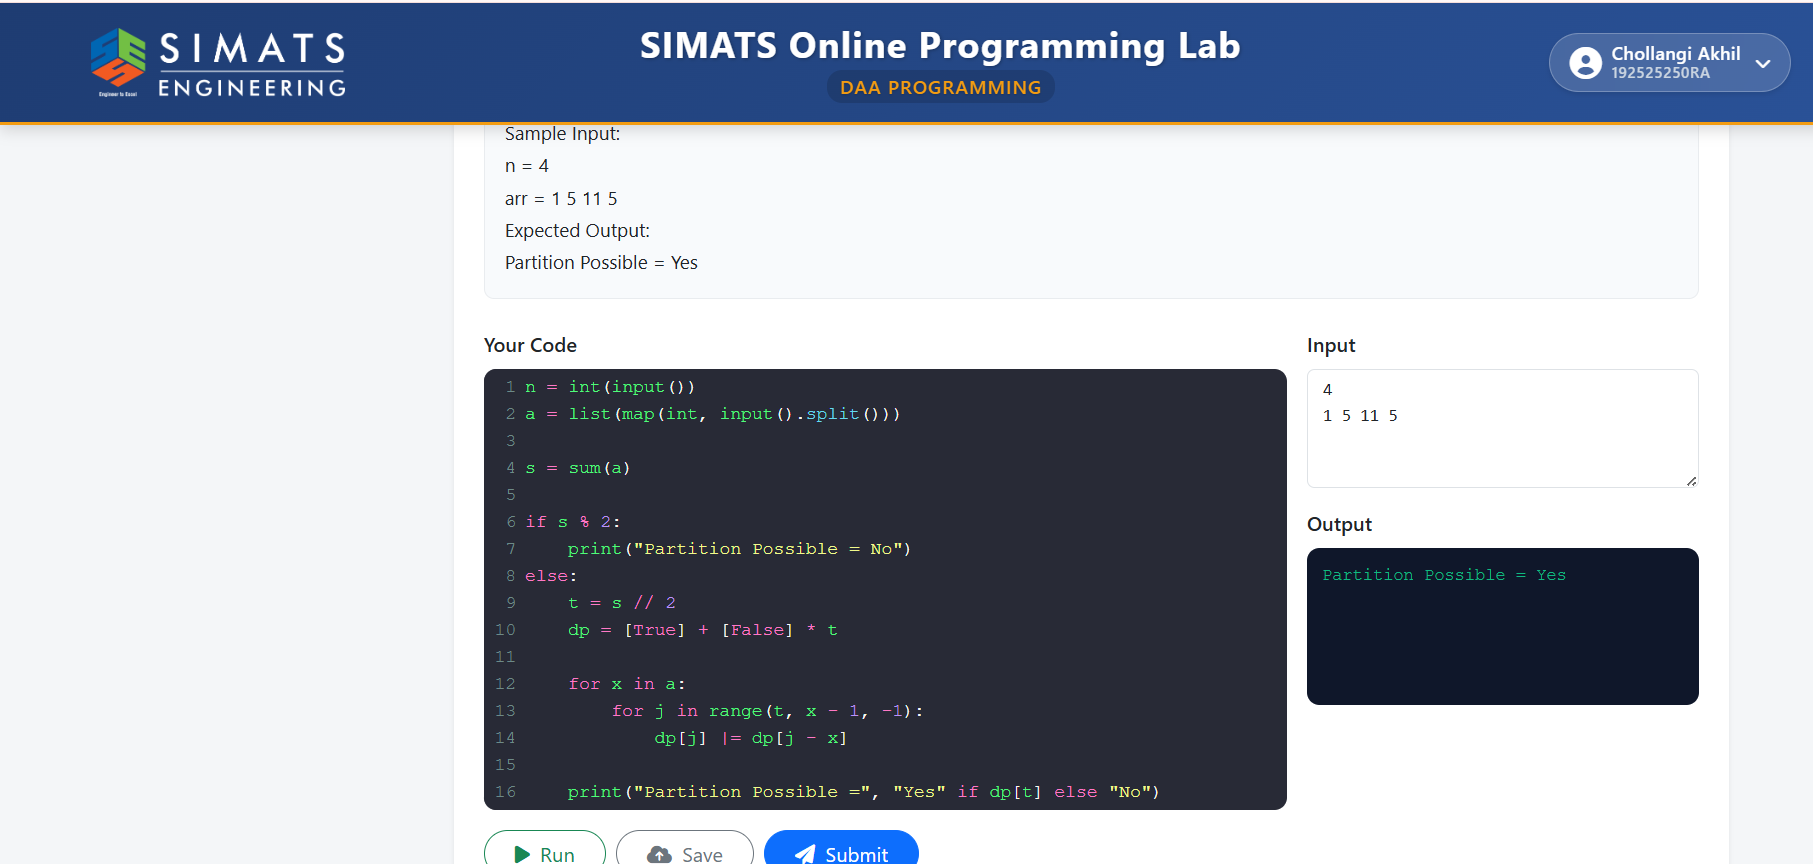 SIMATS
ENGINEERING
Engineer to Excel
SIMATS Online Programming Lab
DAA PROGRAMMING
Chollangi Akhil
192525250RA
Sample Input:
n = 4
arr = 1 5 11 5
Expected Output:
Partition Possible = Yes
Your Code
1 n = int(input())
2 a = list(map(int, input().split()))
3
4 s = sum(a)
5
6 if s % 2:
7     print("Partition Possible = No")
8 else:
9     t = s // 2
10     dp = [True] + [False] * t
11
12     for x in a:
13         for j in range(t, x - 1, -1):
14             dp[j] |= dp[j - x]
15
16     print("Partition Possible =", "Yes" if dp[t] else "No")
Input
4
1 5 11 5
Output
Partition Possible = Yes
Run
Save
Submit